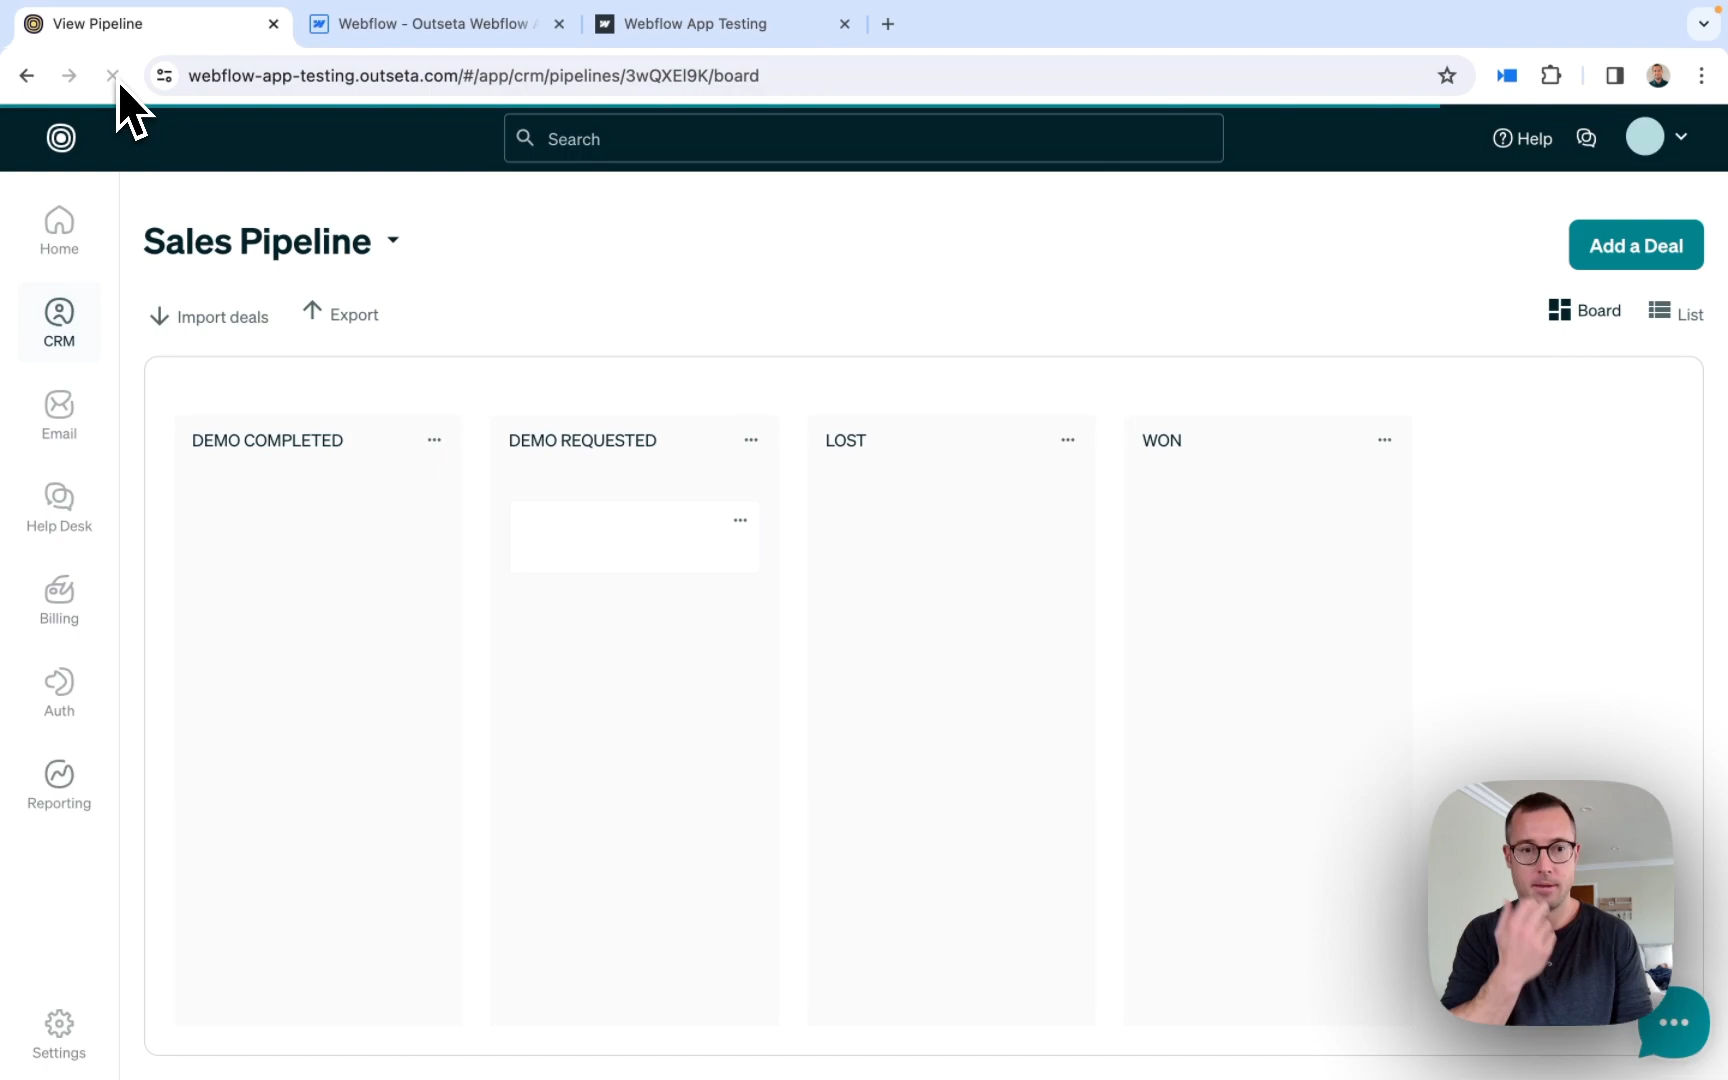 View Pipeline
Webflow - Outseta Webflow
Webflow App Testing
webflow-app-testing.outseta.com/#/app/crm/pipelines/3wQXEl9K/board
Search
Help
Home
CRM
Email
Help Desk
Billing
Auth
Reporting
Settings
Sales Pipeline
Add a Deal
Import deals
Export
Board
List
DEMO COMPLETED
DEMO REQUESTED
LOST
WON